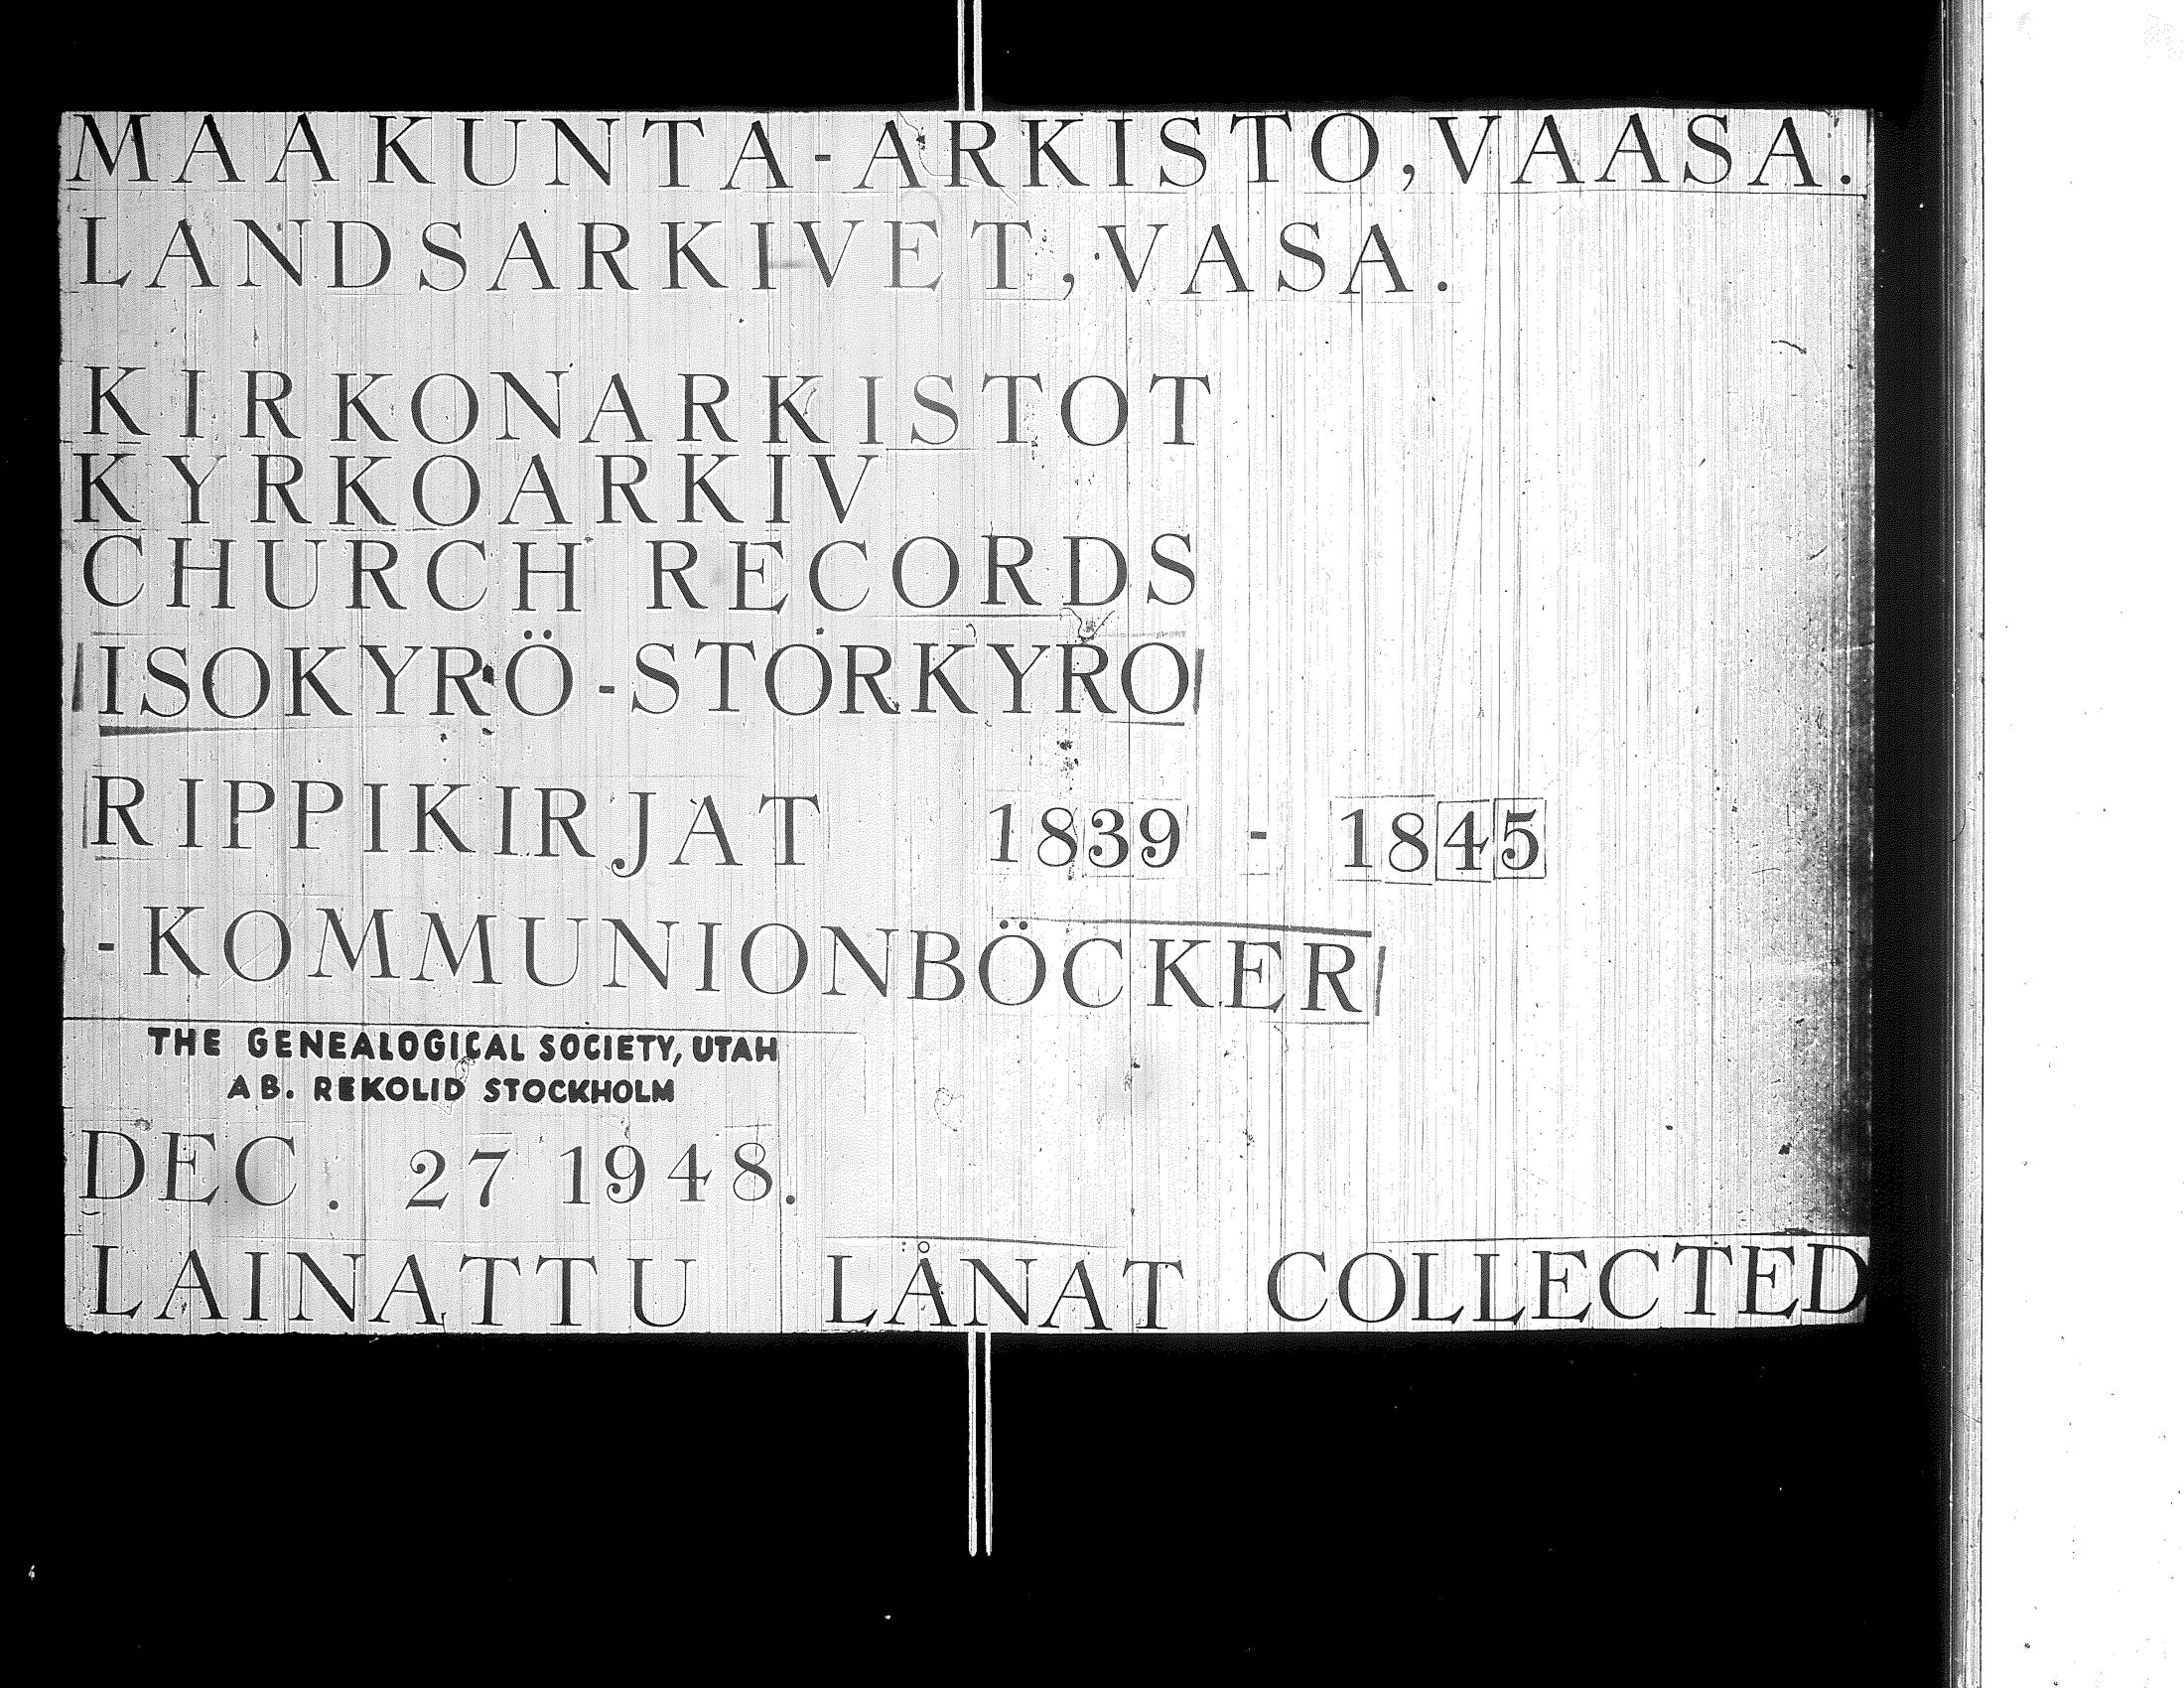 MAAKUNTA-ARKISTO, VAASA.
LANDSARKIVET, VASA.
KIRKONARKISTOT
KYRKOARKIV
CHURCH RECORDS
ISOKYRÖ-STORKYRO
RIPPIKIRJAT 1839 - 1845
-KOMMUNIONBÖCKER
THE GENEALOGICAL SOCIETY, UTAH
AB. REKOLID STOCKHOLM
DEC. 27 1948.
LAINATTU LÅNAT COLLECTED